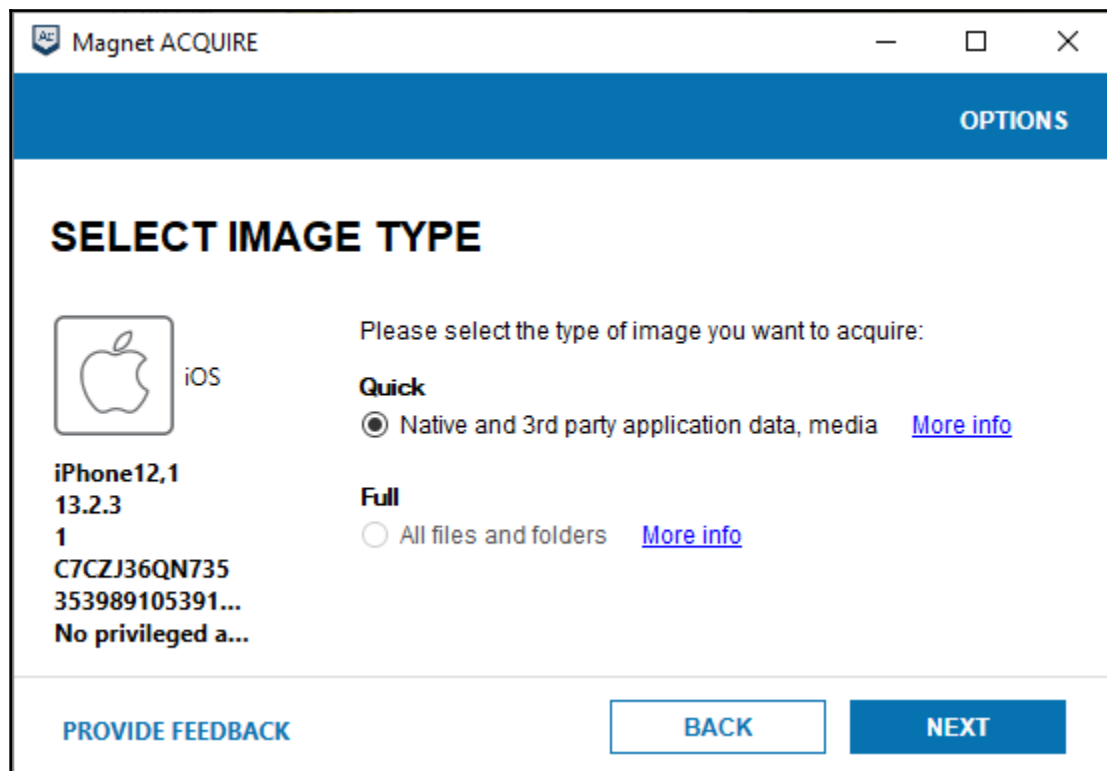 Ac Magnet ACQUIRE
OPTIONS
SELECT IMAGE TYPE
iOS
iPhone12,1
13.2.3
1
C7CZJ36QN735
353989105391...
No privileged a...
Please select the type of image you want to acquire:
Quick
Native and 3rd party application data, media More info
Full
All files and folders More info
PROVIDE FEEDBACK
BACK
NEXT